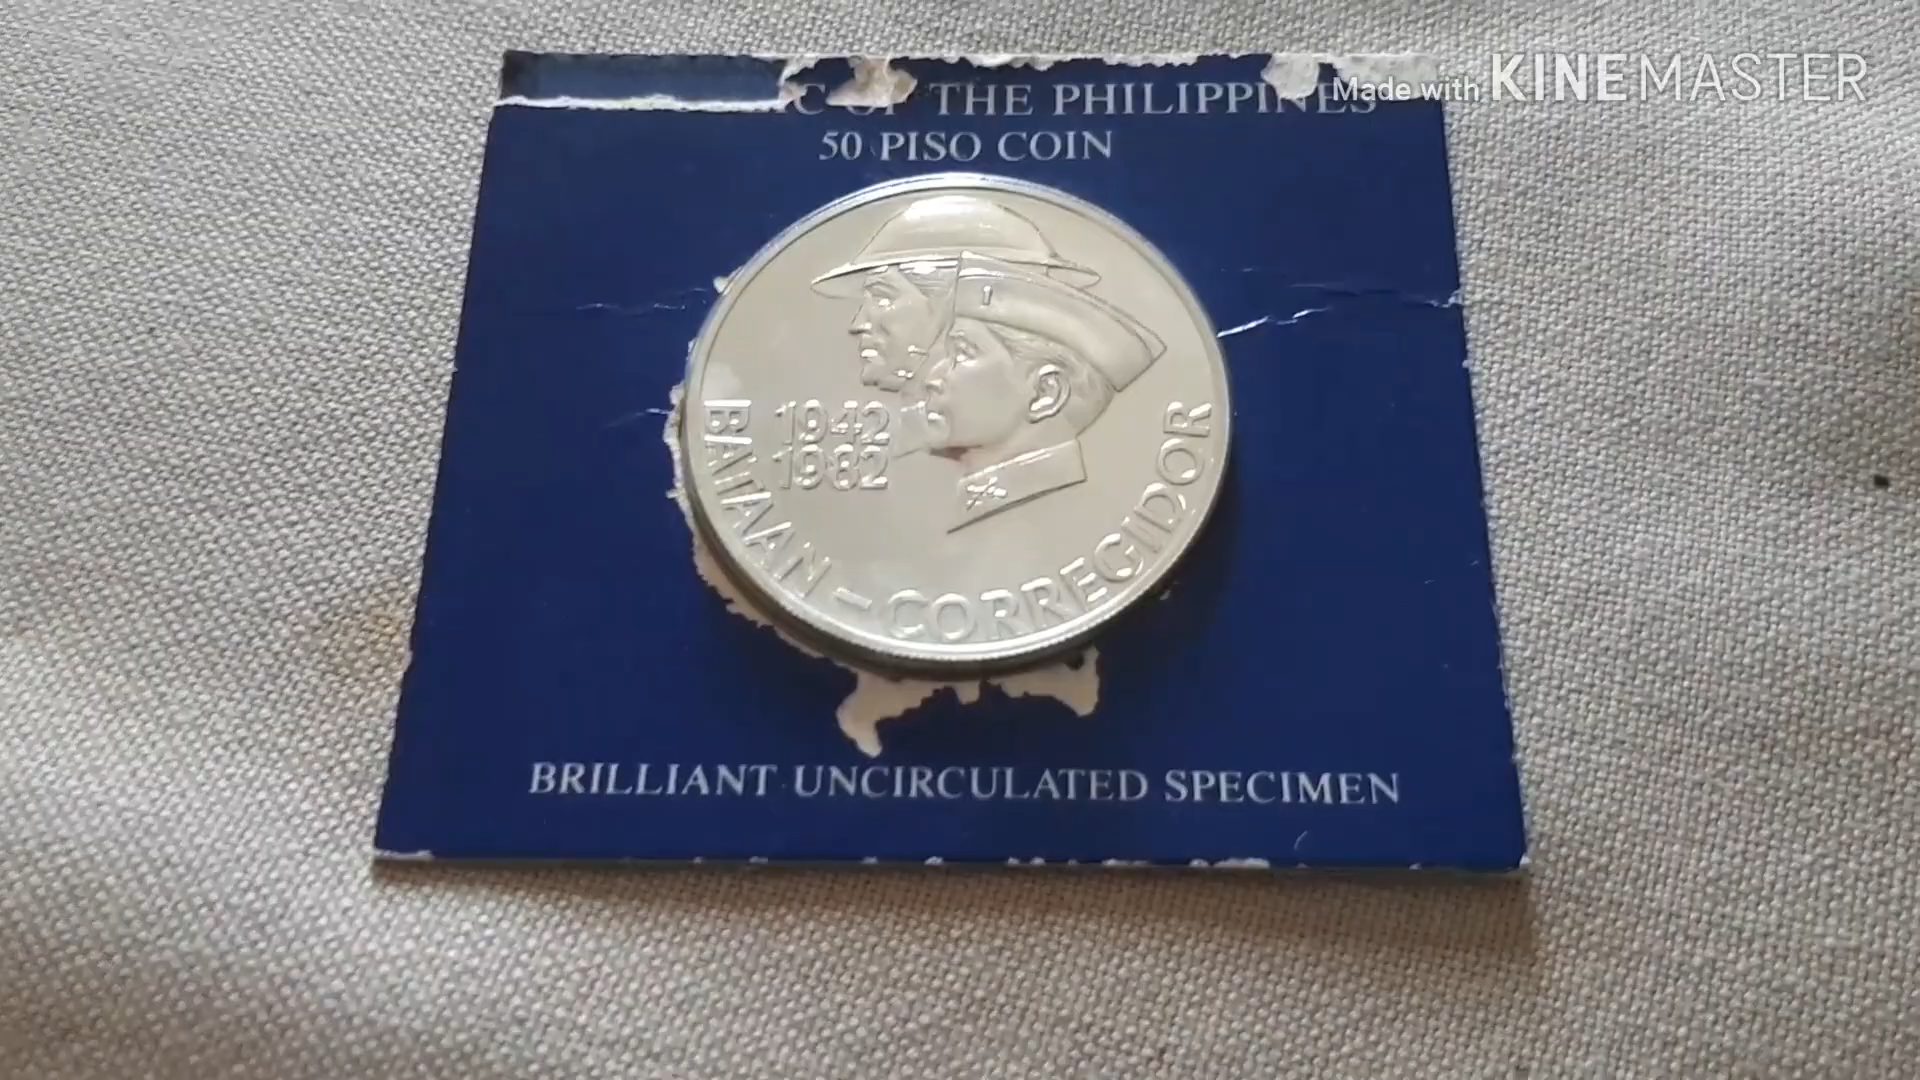 OF THE PHILIPPINES
50 PISO COIN
1942
1982
BATAAN – CORREGIDOR
BRILLIANT UNCIRCULATED SPECIMEN
Made with KINEMASTER